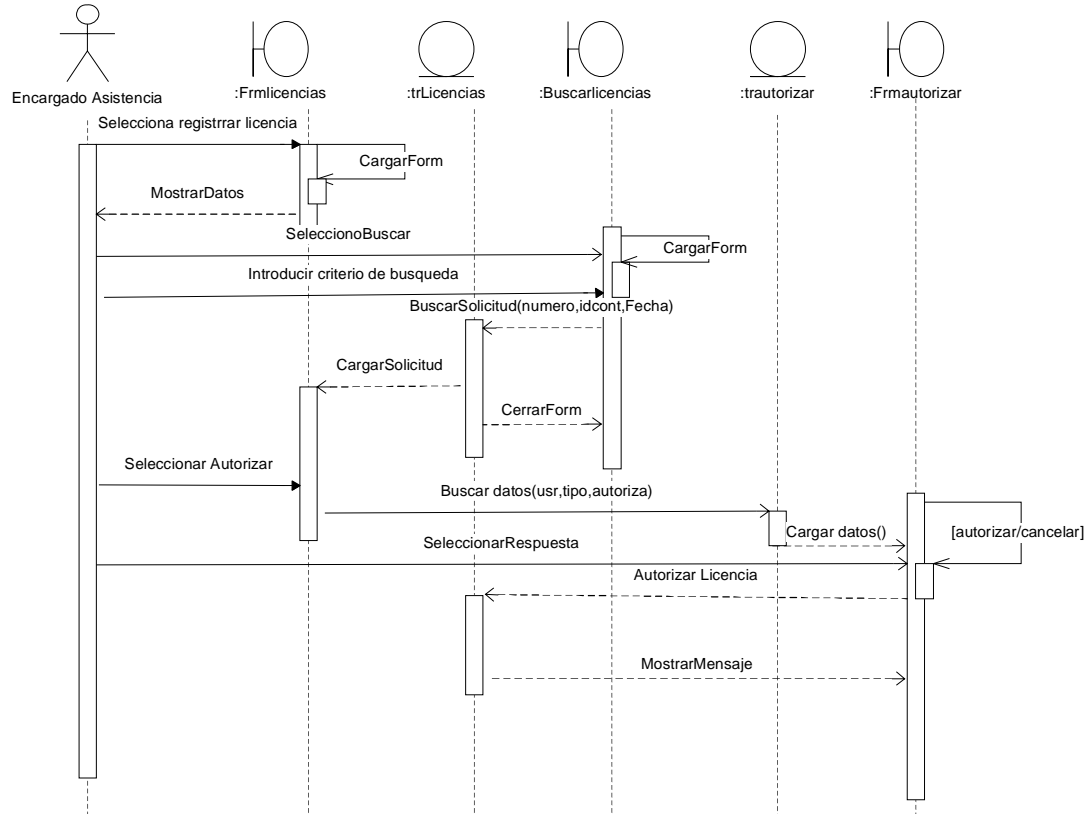 Encargado Asistencia
:Frmlicencias
:trLicencias
:Buscarlicencias
:trautorizar
:Frmautorizar
Selecciona registrrar licencia
CargarForm
MostrarDatos
SeleccionoBuscar
CargarForm
Introducir criterio de busqueda
BuscarSolicitud(numero,idcont,Fecha)
CargarSolicitud
CerrarForm
Seleccionar Autorizar
Buscar datos(usr,tipo,autoriza)
Cargar datos()
[autorizar/cancelar]
SeleccionarRespuesta
Autorizar Licencia
MostrarMensaje